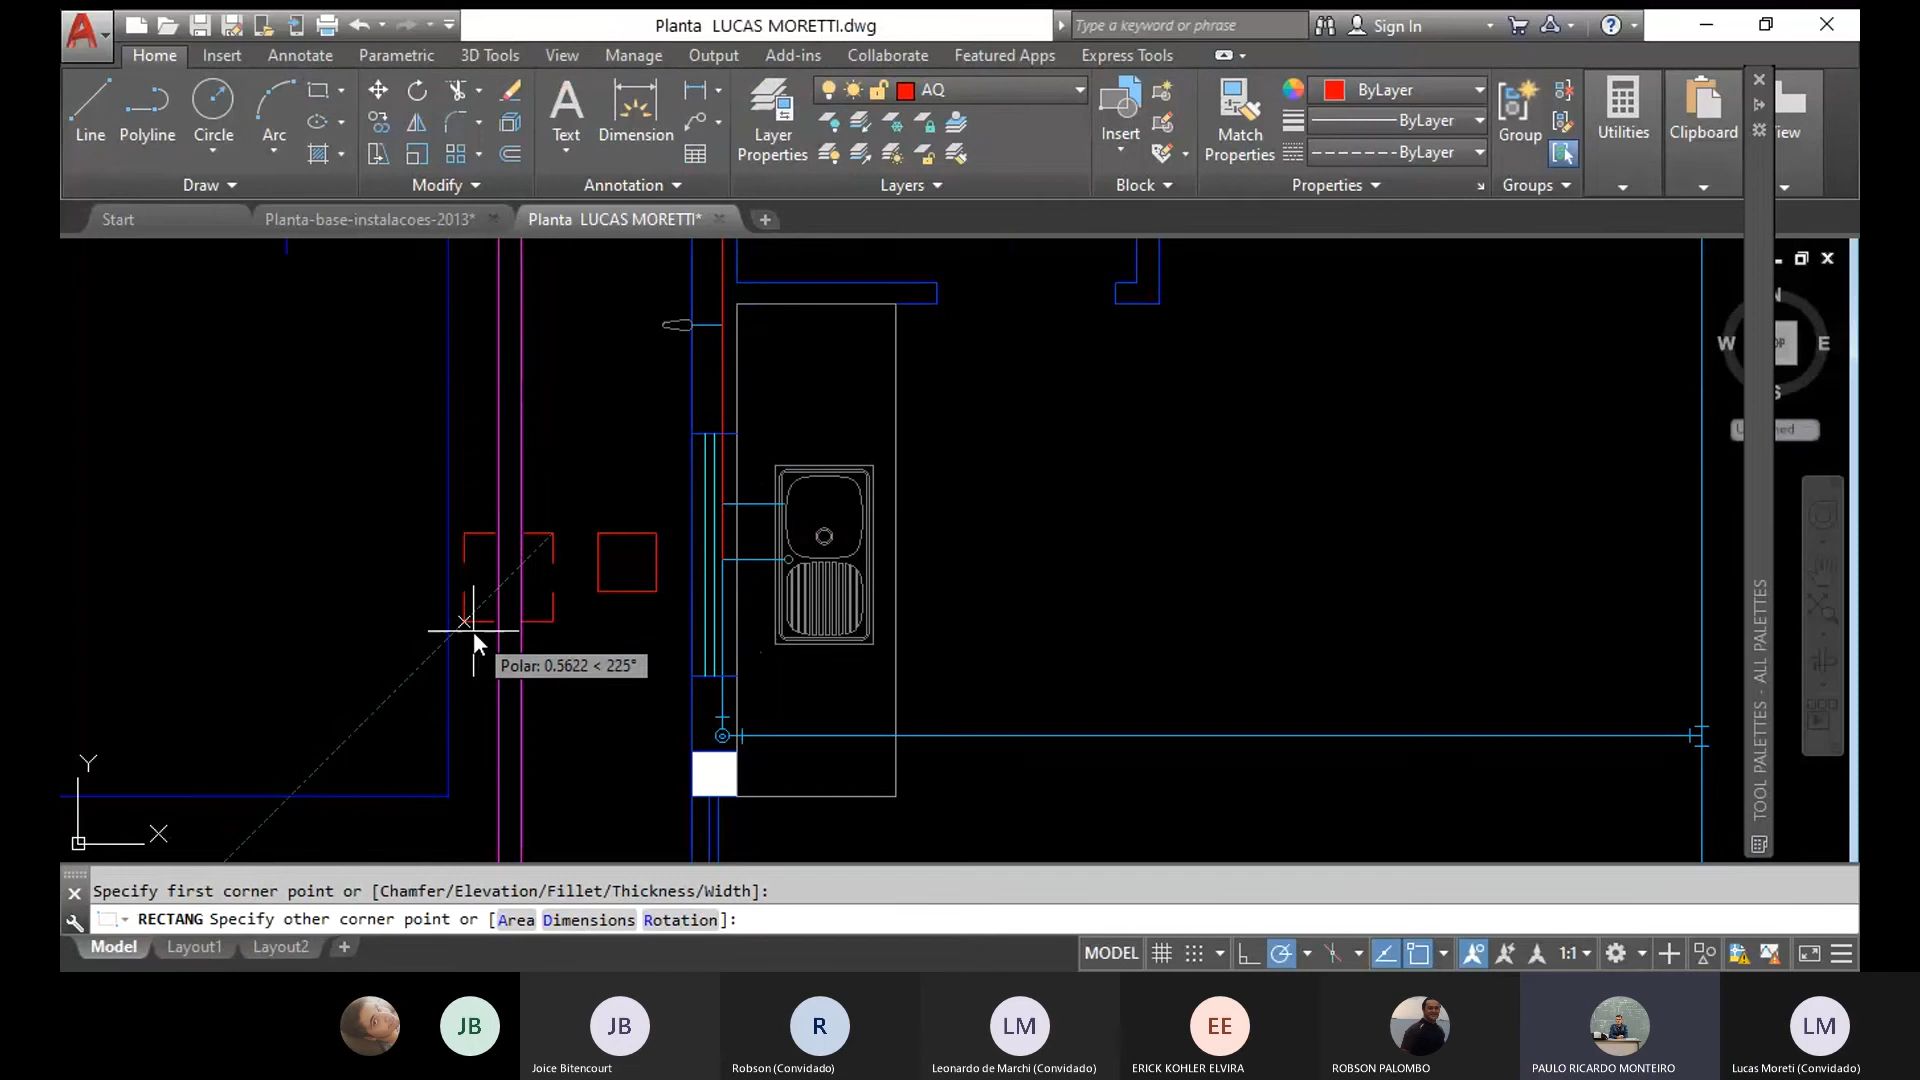 Planta LUCAS MORETTI.dwg
Type a keyword or phrase
Sign In
Home Insert Annotate Parametric 3D Tools View Manage Output Add-ins Collaborate Featured Apps Express Tools
Line Polyline Circle Arc
Text Dimension
Layer Properties
AQ
Insert
Match Properties
ByLayer
ByLayer
ByLayer
Group
Utilities
Clipboard
Draw Modify Annotation Layers Block Properties Groups
Start
Planta-base-instalacoes-2013*
Planta LUCAS MORETTI*
W E
S
Polar: 0.5622 < 225°
Y
X
TOOL PALETTES - ALL PALETTES
Specify first corner point or [Chamfer/Elevation/Fillet/Thickness/Width]:
RECTANG Specify other corner point or [Area Dimensions Rotation]:
Model Layout1 Layout2
MODEL
1:1
JB
JB
R
LM
EE
LM
Joice Bitencourt
Robson (Convidado)
Leonardo de Marchi (Convidado)
ERICK KOHLER ELVIRA
ROBSON PALOMBO
PAULO RICARDO MONTEIRO
Lucas Moreti (Convidado)